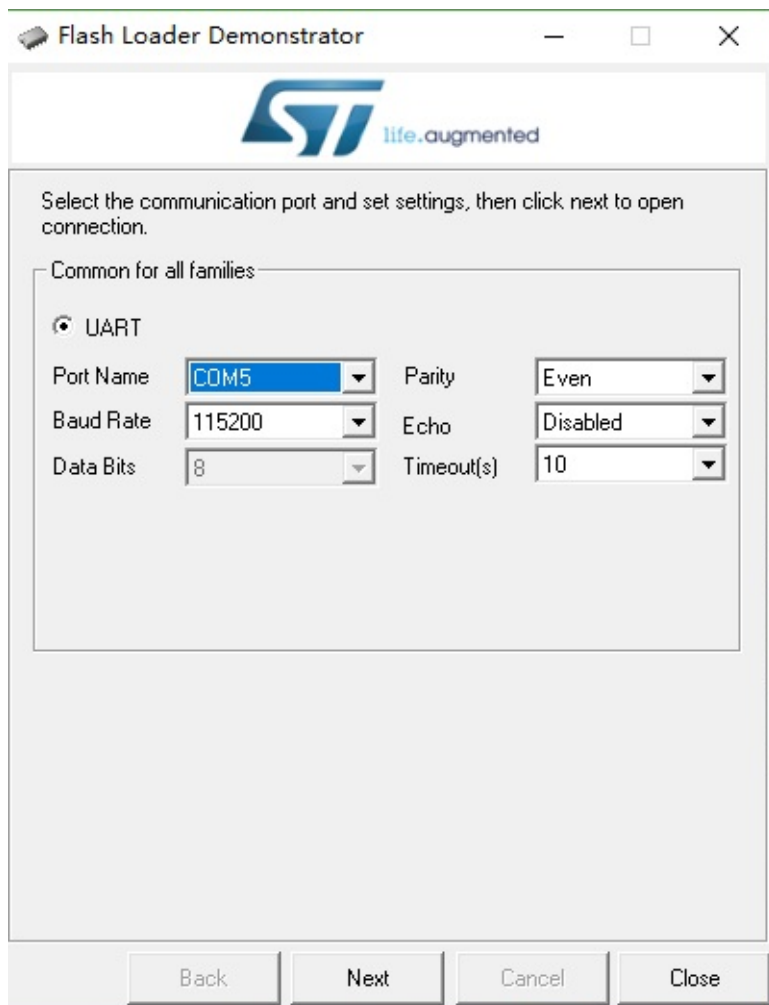 Flash Loader Demonstrator
life.augmented
Select the communication port and set settings, then click next to open
connection.
Common for all families
UART
Port Name COM5 Parity Even
Baud Rate 115200 Echo Disabled
Data Bits 8 Timeout(s) 10
Back Next Cancel Close